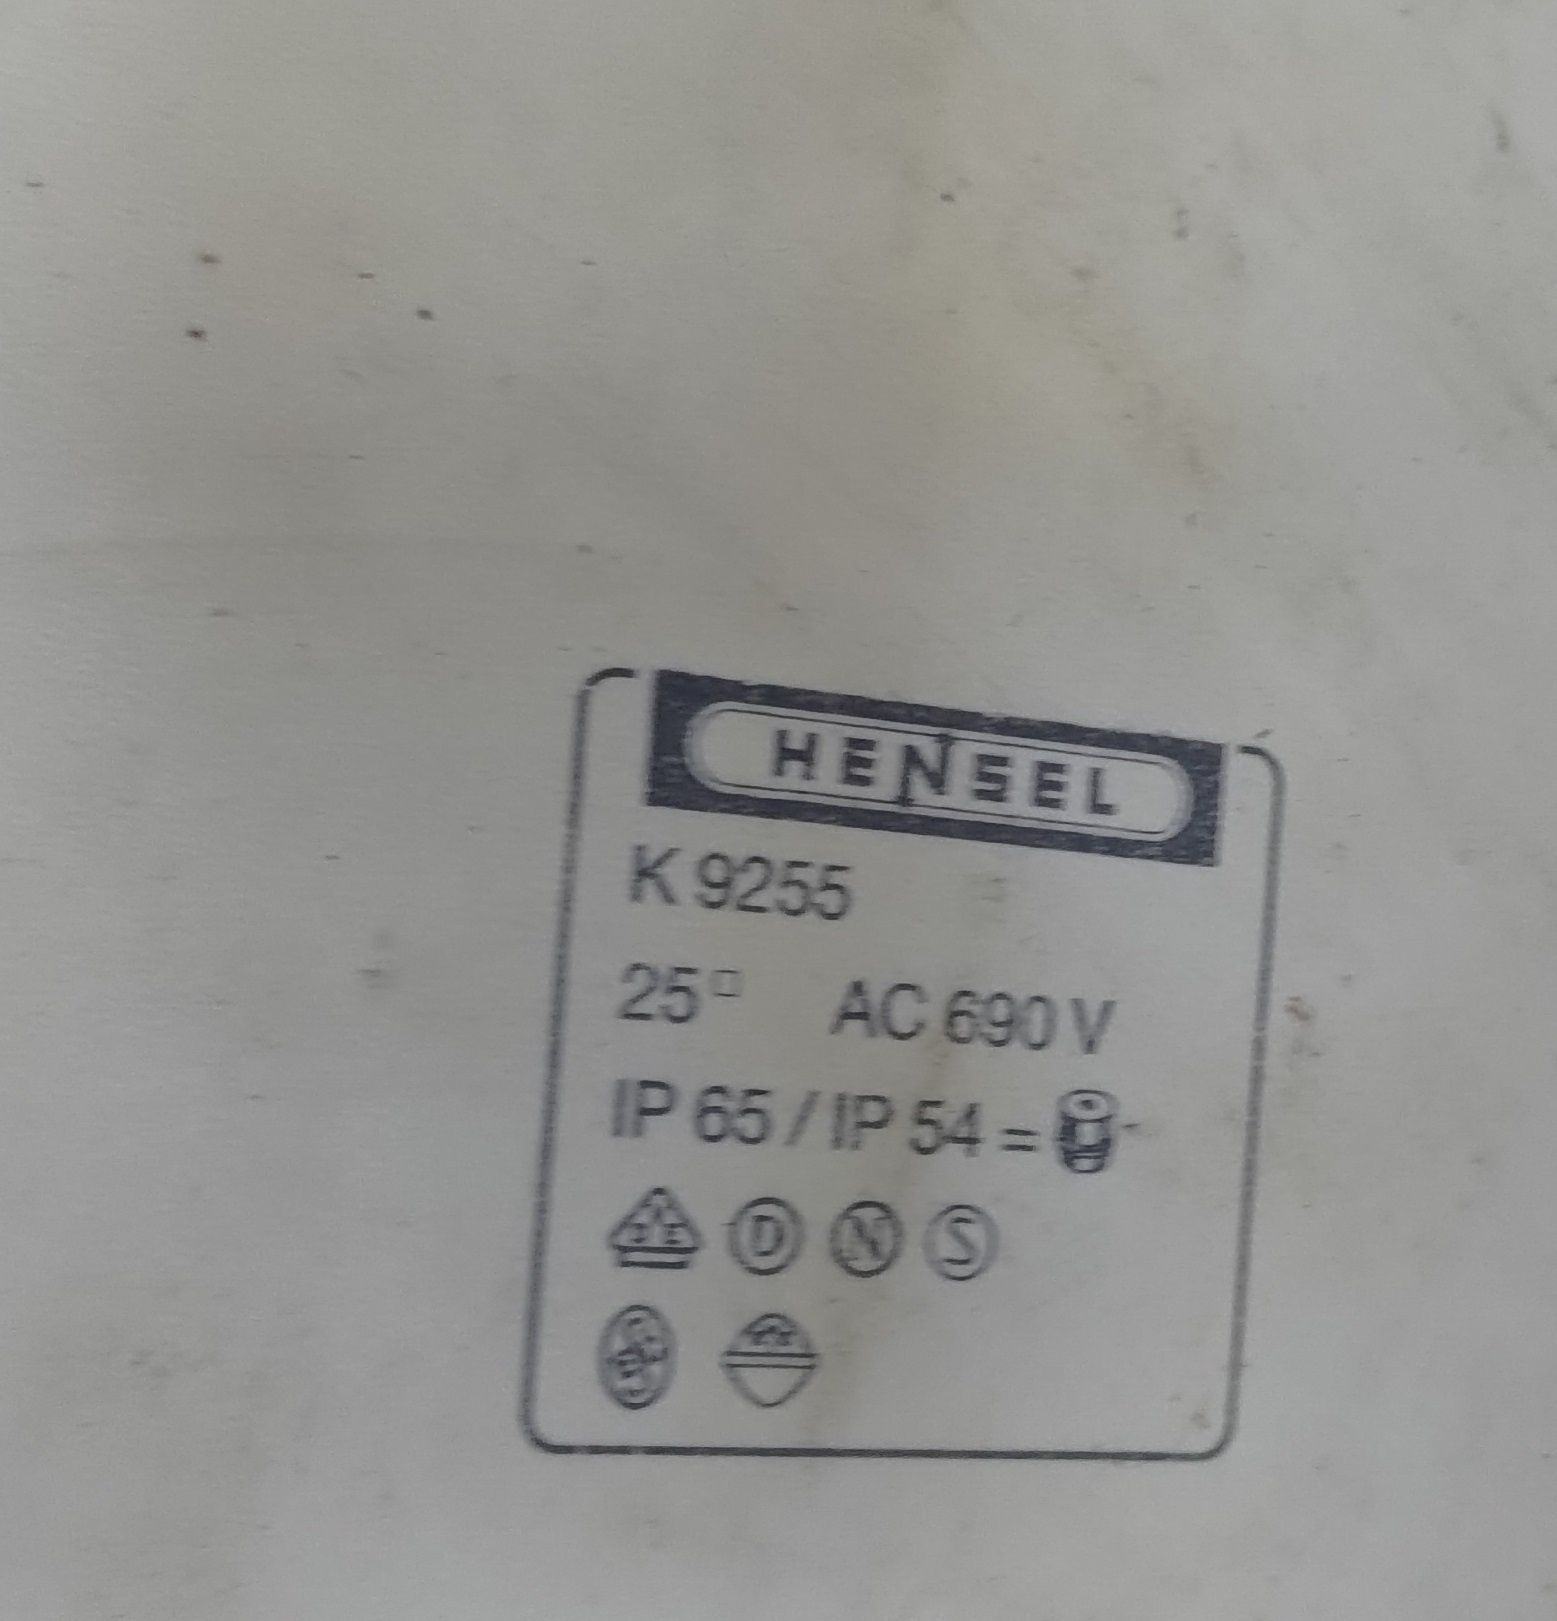 HENSEL
K 9255
25□ AC 690 V
IP 65 / IP 54 =
D N S